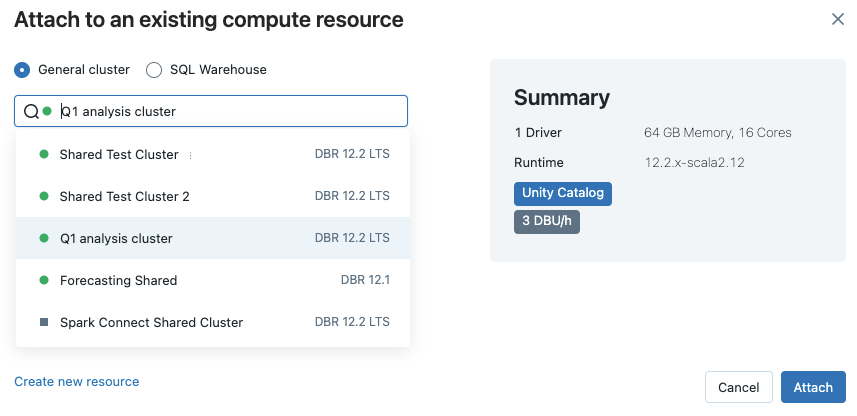 Attach to an existing compute resource
General cluster
SQL Warehouse
Q1 analysis cluster
Shared Test Cluster DBR 12.2 LTS
Shared Test Cluster 2 DBR 12.2 LTS
Q1 analysis cluster DBR 12.2 LTS
Forecasting Shared DBR 12.1
Spark Connect Shared Cluster DBR 12.2 LTS
Create new resource
Summary
1 Driver 64 GB Memory, 16 Cores
Runtime 12.2.x-scala2.12
Unity Catalog
3 DBU/h
Cancel
Attach